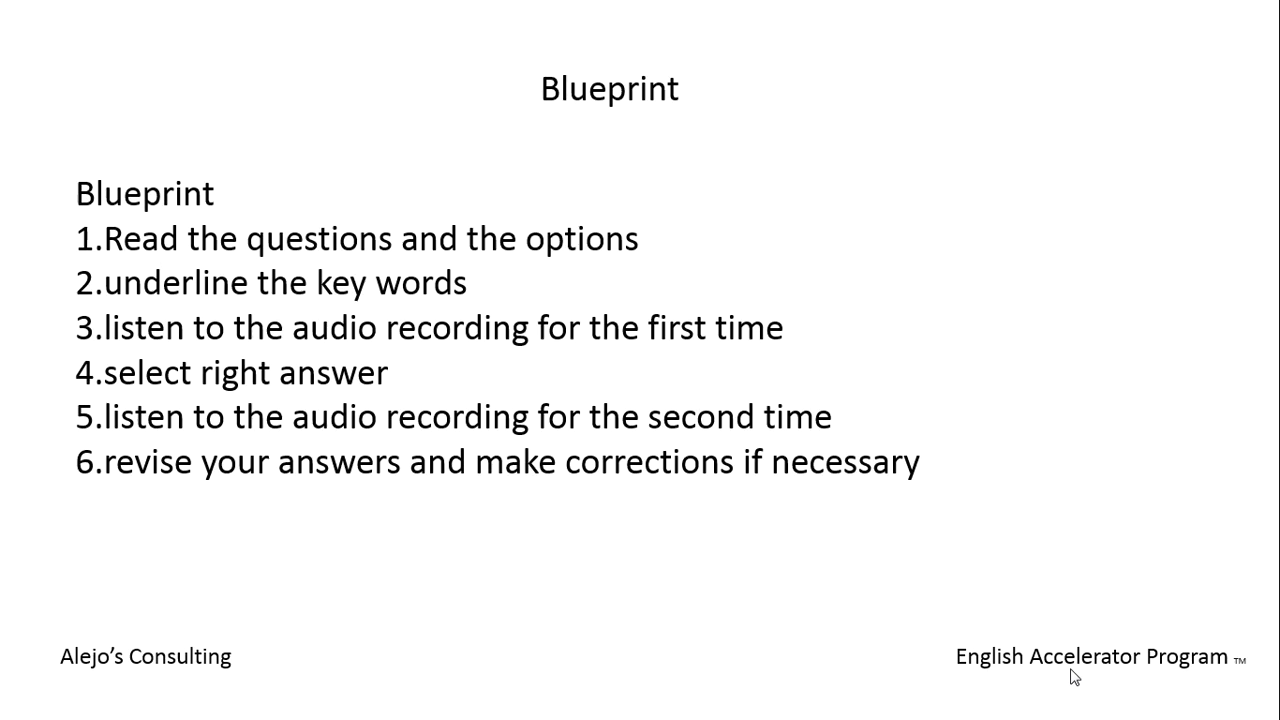 Blueprint
Blueprint
1.Read the questions and the options
2.underline the key words
3.listen to the audio recording for the first time
4.select right answer
5.listen to the audio recording for the second time
6.revise your answers and make corrections if necessary
Alejo’s Consulting
English Accelerator Program ™